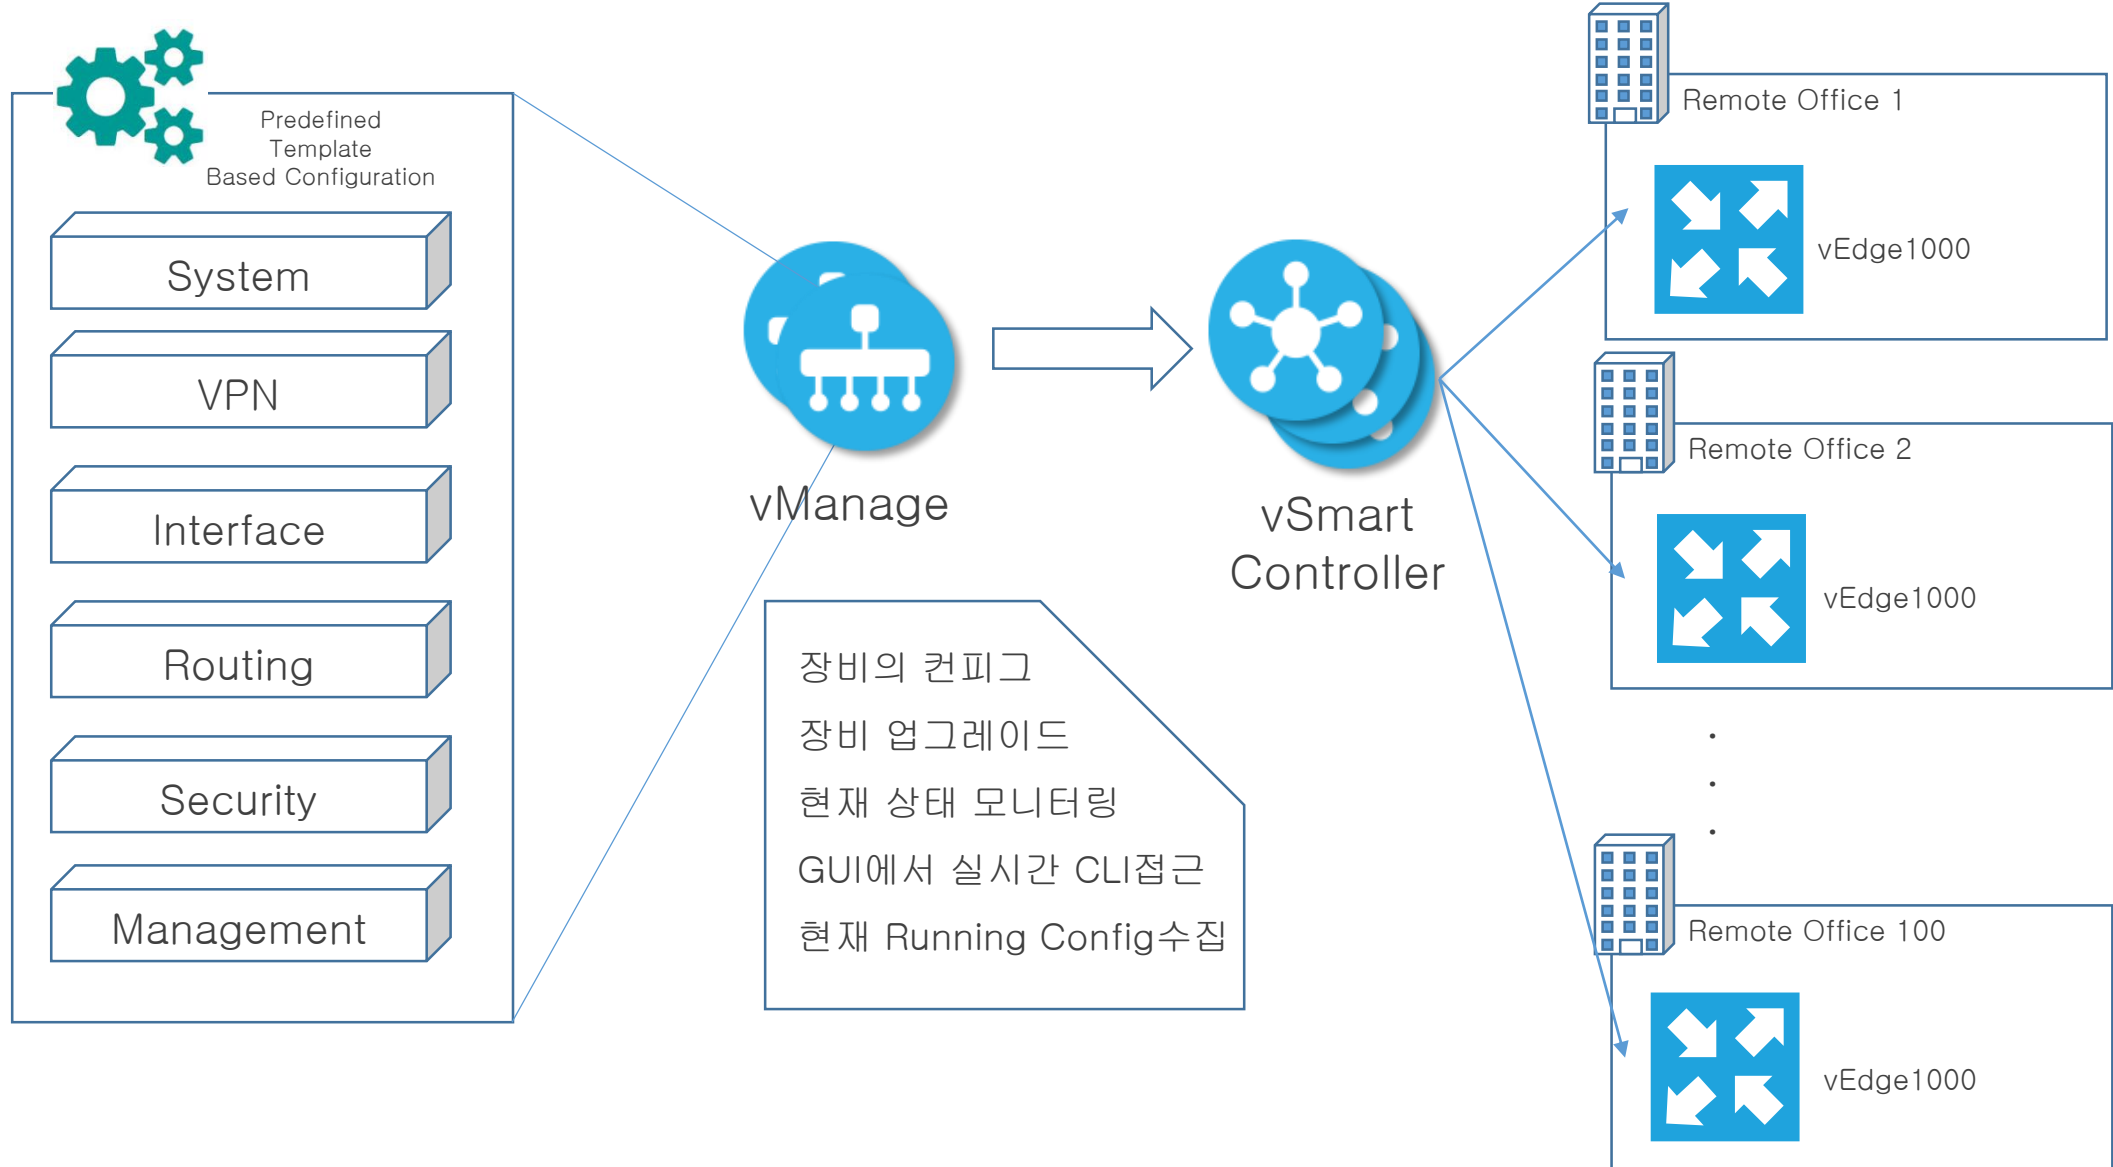 Predefined
Template
Based Configuration
System
VPN
Interface
Routing
Security
Management
vManage
vSmart
Controller
장비의 컨피그
장비 업그레이드
현재 상태 모니터링
GUI에서 실시간 CLI접근
현재 Running Config수집
Remote Office 1
vEdge1000
Remote Office 2
vEdge1000
.
.
.
Remote Office 100
vEdge1000